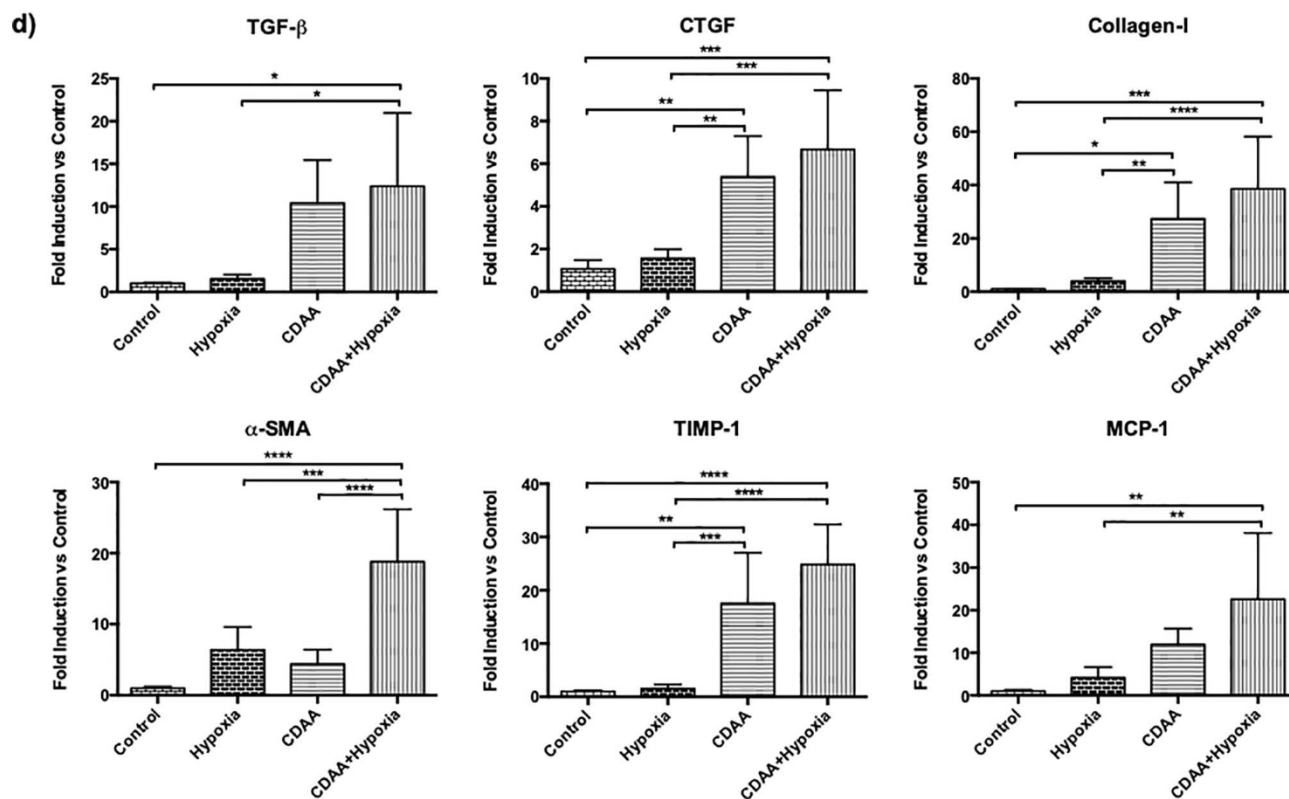 d)
TGF-β
Fold Induction vs Control
25
20
15
10
5
0
*
*
Control
Hypoxia
CDAA
CDAA+Hypoxia
CTGF
Fold Induction vs Control
10
8
6
4
2
0
***
***
**
**
Control
Hypoxia
CDAA
CDAA+Hypoxia
Collagen-I
Fold Induction vs Control
80
60
40
20
0
***
****
*
**
Control
Hypoxia
CDAA
CDAA+Hypoxia
α-SMA
Fold Induction vs Control
30
20
10
0
****
***
****
Control
Hypoxia
CDAA
CDAA+Hypoxia
TIMP-1
Fold Induction vs Control
40
30
20
10
0
****
****
**
***
Control
Hypoxia
CDAA
CDAA+Hypoxia
MCP-1
Fold Induction vs Control
50
40
30
20
10
0
**
**
Control
Hypoxia
CDAA
CDAA+Hypoxia